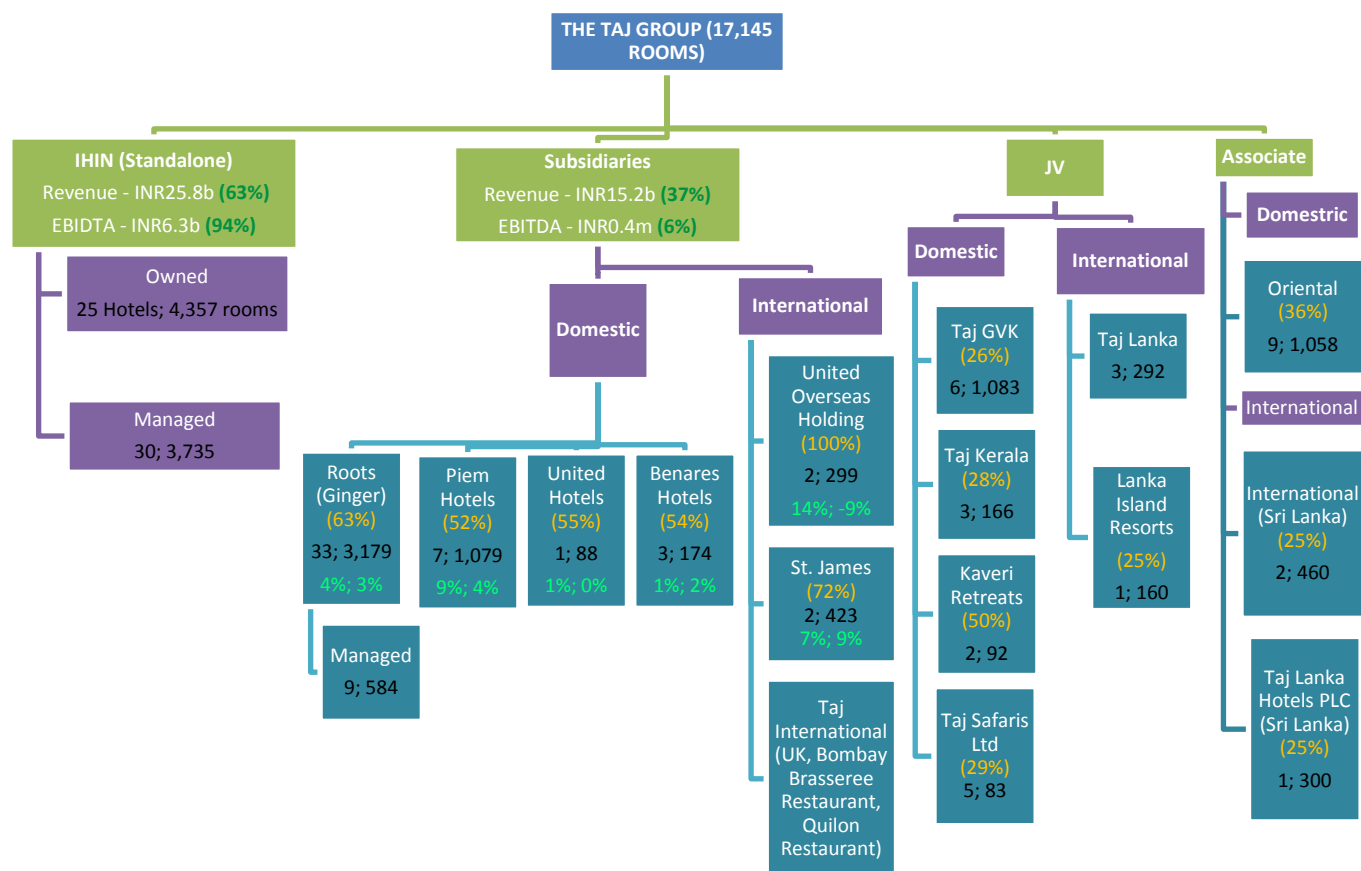 THE TAJ GROUP (17,145
ROOMS)
IHIN (Standalone)
Revenue - INR25.8b (63%)
EBIDTA - INR6.3b (94%)
Owned
25 Hotels; 4,357 rooms
Managed
30; 3,735
Subsidiaries
Revenue - INR15.2b (37%)
EBITDA - INR0.4m (6%)
Domestic
Roots
(Ginger)
(63%)
33; 3,179
4%; 3%
Managed
9; 584
Piem
Hotels
(52%)
7; 1,079
9%; 4%
United
Hotels
(55%)
1; 88
1%; 0%
Benares
Hotels
(54%)
3; 174
1%; 2%
International
United
Overseas
Holding
(100%)
2; 299
14%; -9%
St. James
(72%)
2; 423
7%; 9%
Taj
International
(UK, Bombay
Brasseree
Restaurant,
Quilon
Restaurant)
JV
Domestic
Taj GVK
(26%)
6; 1,083
Taj Kerala
(28%)
3; 166
Kaveri
Retreats
(50%)
2; 92
Taj Safaris
Ltd
(29%)
5; 83
International
Taj Lanka
3; 292
Lanka
Island
Resorts
(25%)
1; 160
Associate
Domestric
Oriental
(36%)
9; 1,058
International
International
(Sri Lanka)
(25%)
2; 460
Taj Lanka
Hotels PLC
(Sri Lanka)
(25%)
1; 300